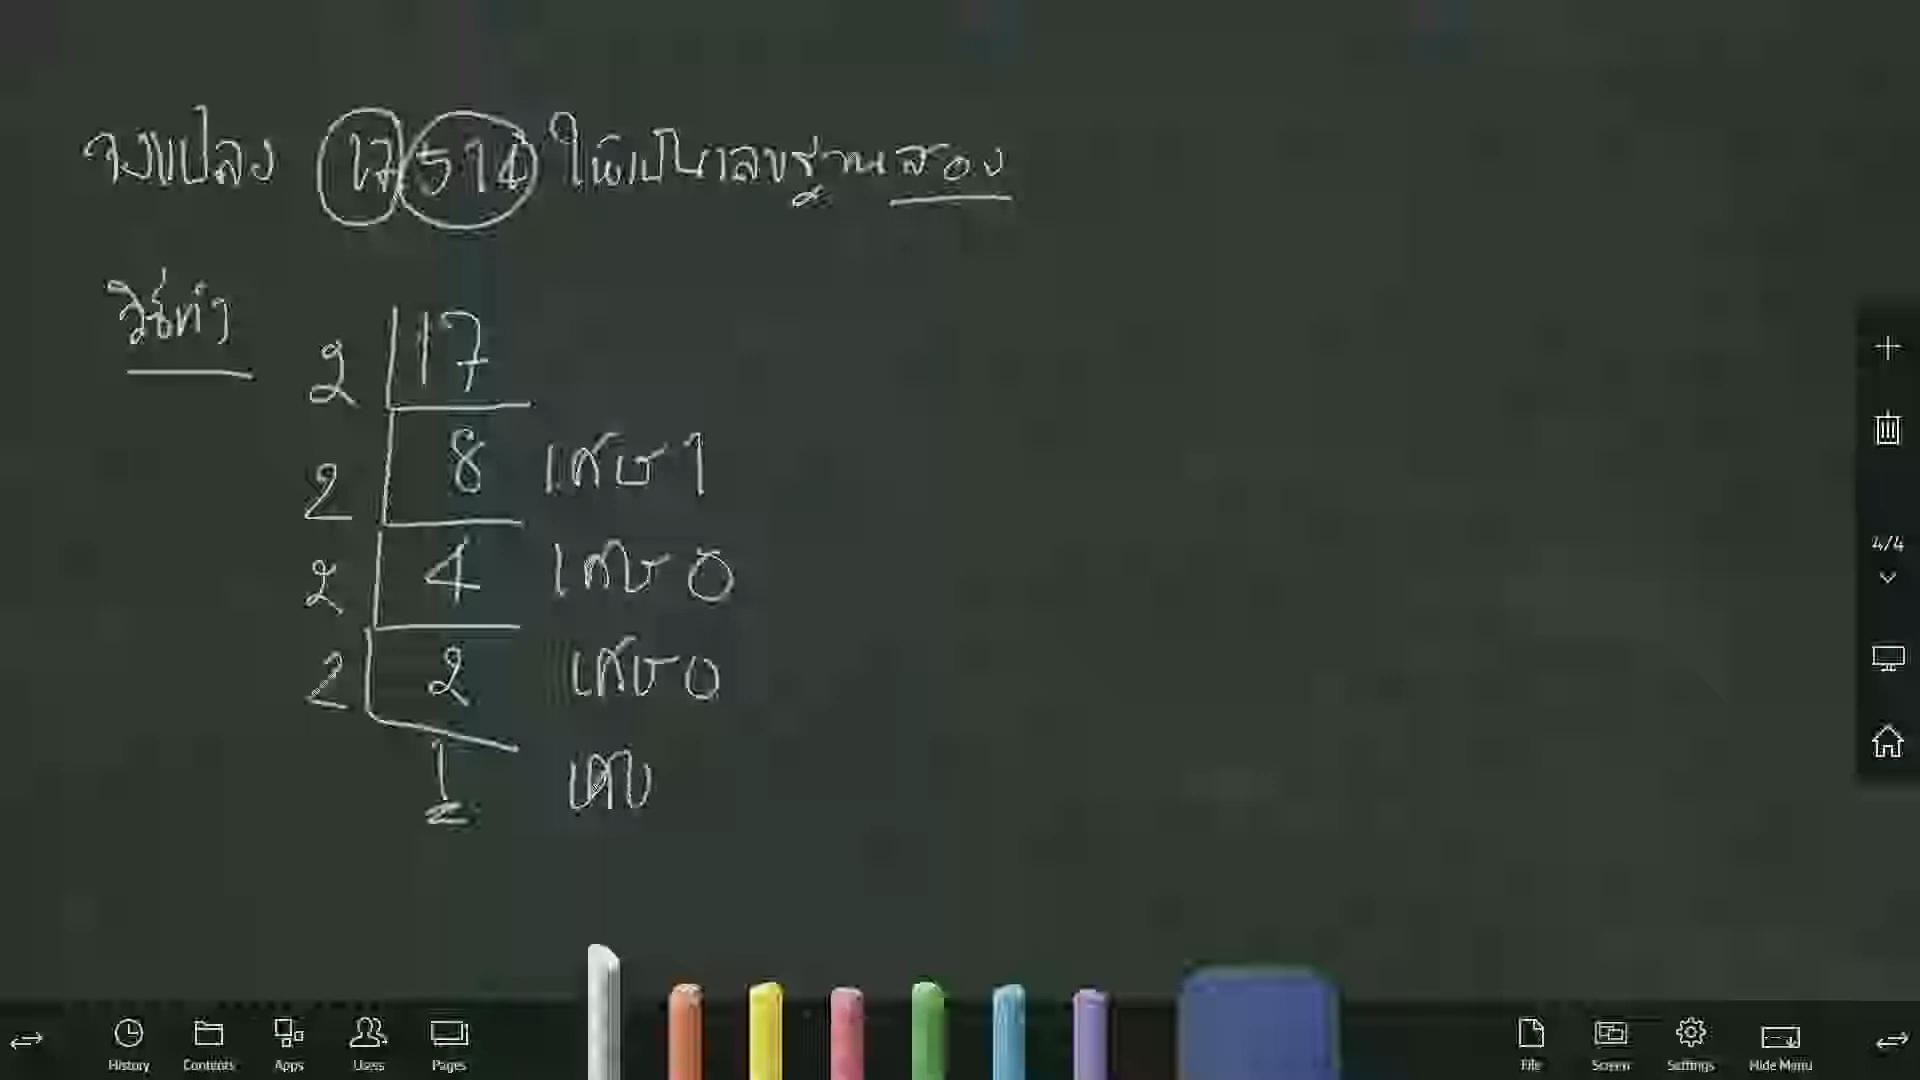 จงแปลง 17.514 ให้เป็นเลขฐานสอง
วิธีทำ
2 17
2 8 เศษ 1
2 4 เศษ 0
2 2 เศษ 0
1 เศษ
4/4
History Contents Apps Users Pages File Screen Settings Hide Menu